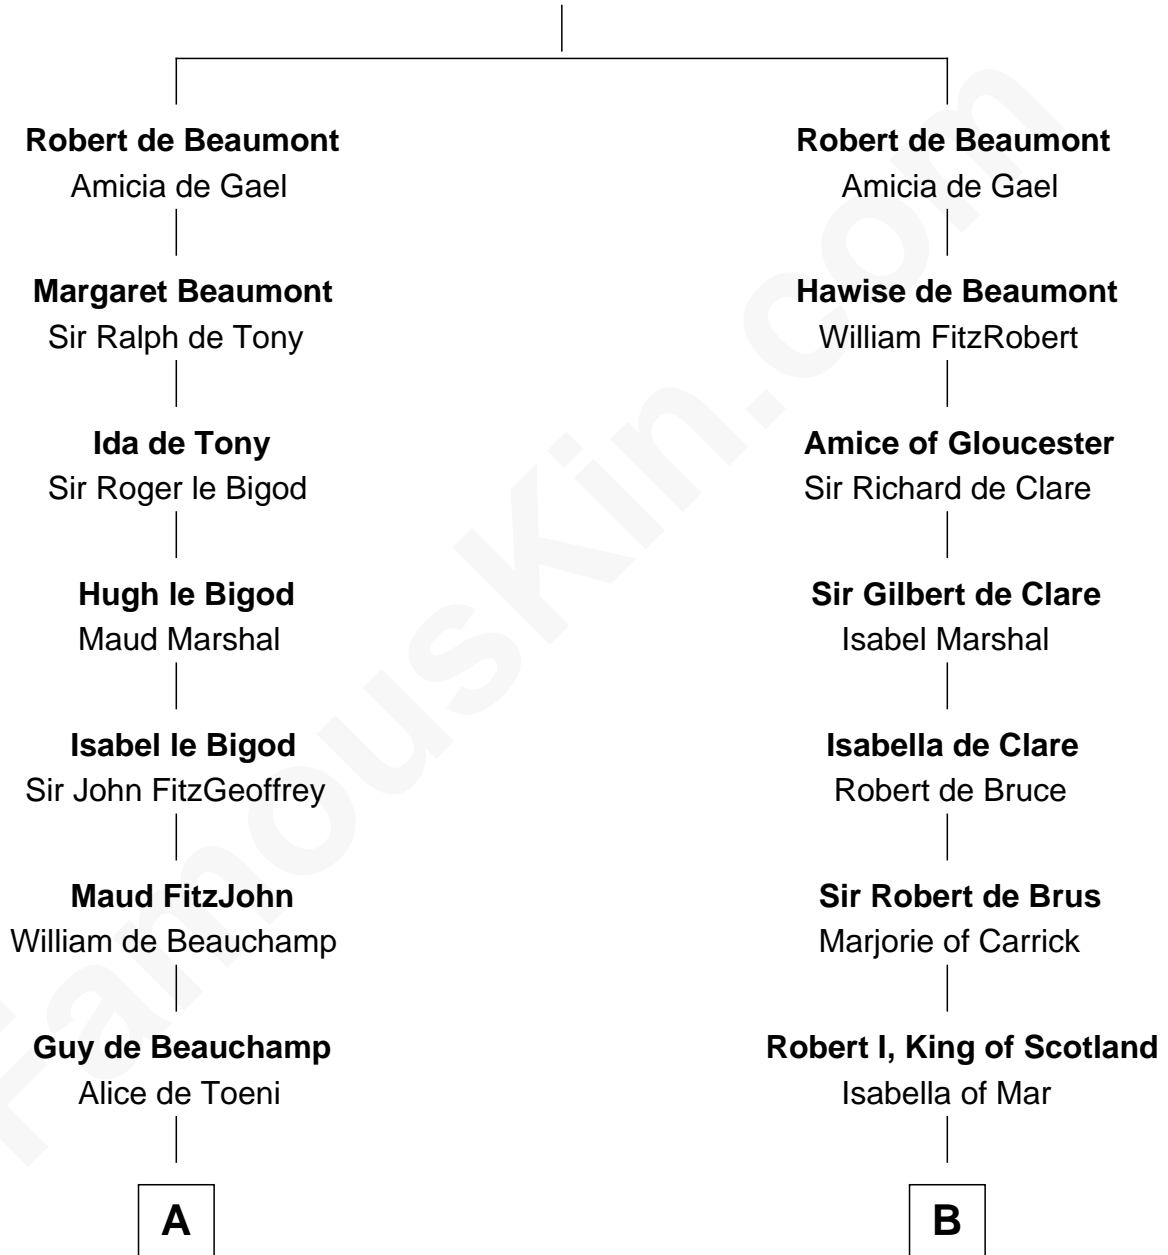 Robert de Beaumont
Amicia de Gael
Margaret Beaumont
Sir Ralph de Tony
Ida de Tony
Sir Roger le Bigod
Hugh le Bigod
Maud Marshal
Isabel le Bigod
Sir John FitzGeoffrey
Maud FitzJohn
William de Beauchamp
Guy de Beauchamp
Alice de Toeni
A
Robert de Beaumont
Amicia de Gael
Hawise de Beaumont
William FitzRobert
Amice of Gloucester
Sir Richard de Clare
Sir Gilbert de Clare
Isabel Marshal
Isabella de Clare
Robert de Bruce
Sir Robert de Brus
Marjorie of Carrick
Robert I, King of Scotland
Isabella of Mar
B
FamousKin.com